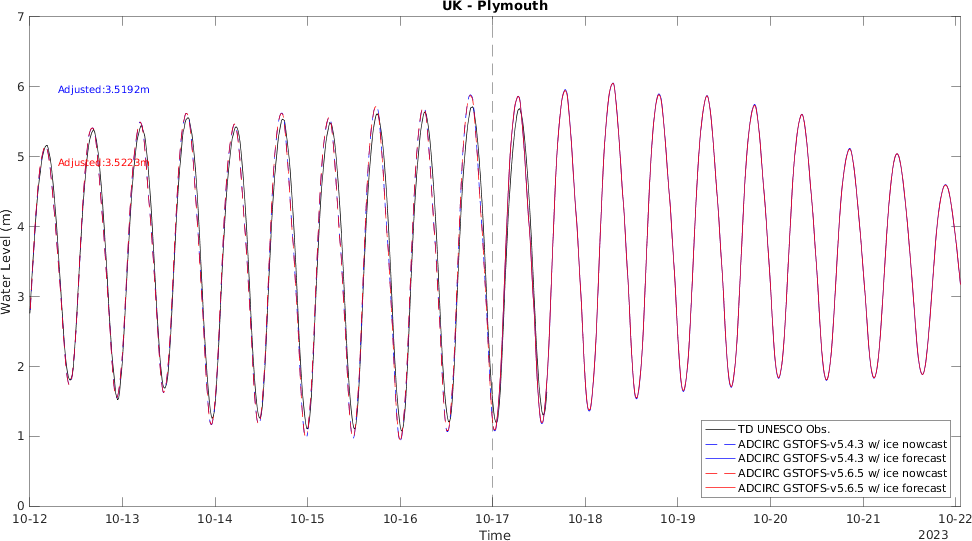 UK - Plymouth
7
6
5
4
3
2
1
0
Water Level (m)
Adjusted:3.5192m
Adjusted:3.5223m
TD UNESCO Obs.
ADCIRC GSTOFS-v5.4.3 w/ ice nowcast
ADCIRC GSTOFS-v5.4.3 w/ ice forecast
ADCIRC GSTOFS-v5.6.5 w/ ice nowcast
ADCIRC GSTOFS-v5.6.5 w/ ice forecast
10-12 10-13 10-14 10-15 10-16 10-17 10-18 10-19 10-20 10-21 10-22
Time
2023